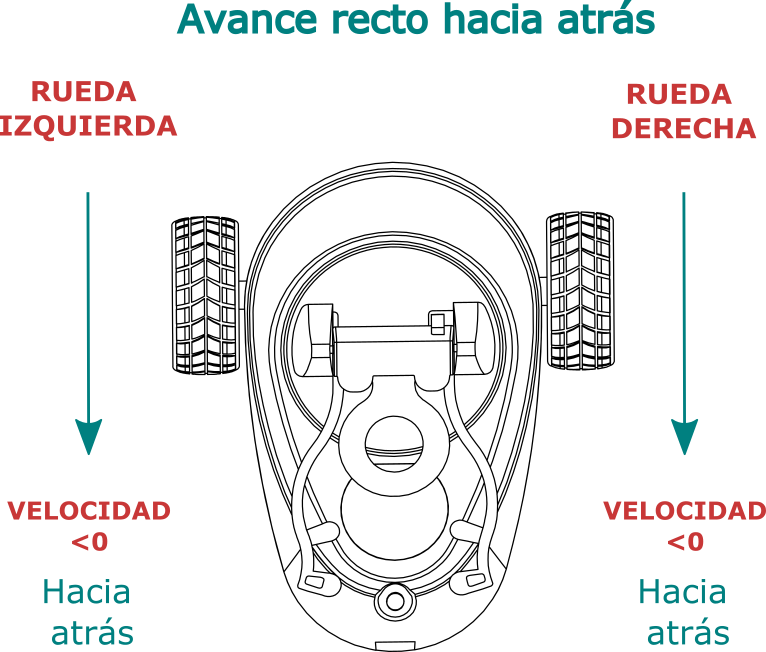 Avance recto hacia atrás
RUEDA
IZQUIERDA
RUEDA
DERECHA
VELOCIDAD
<0
Hacia
atrás
VELOCIDAD
<0
Hacia
atrás